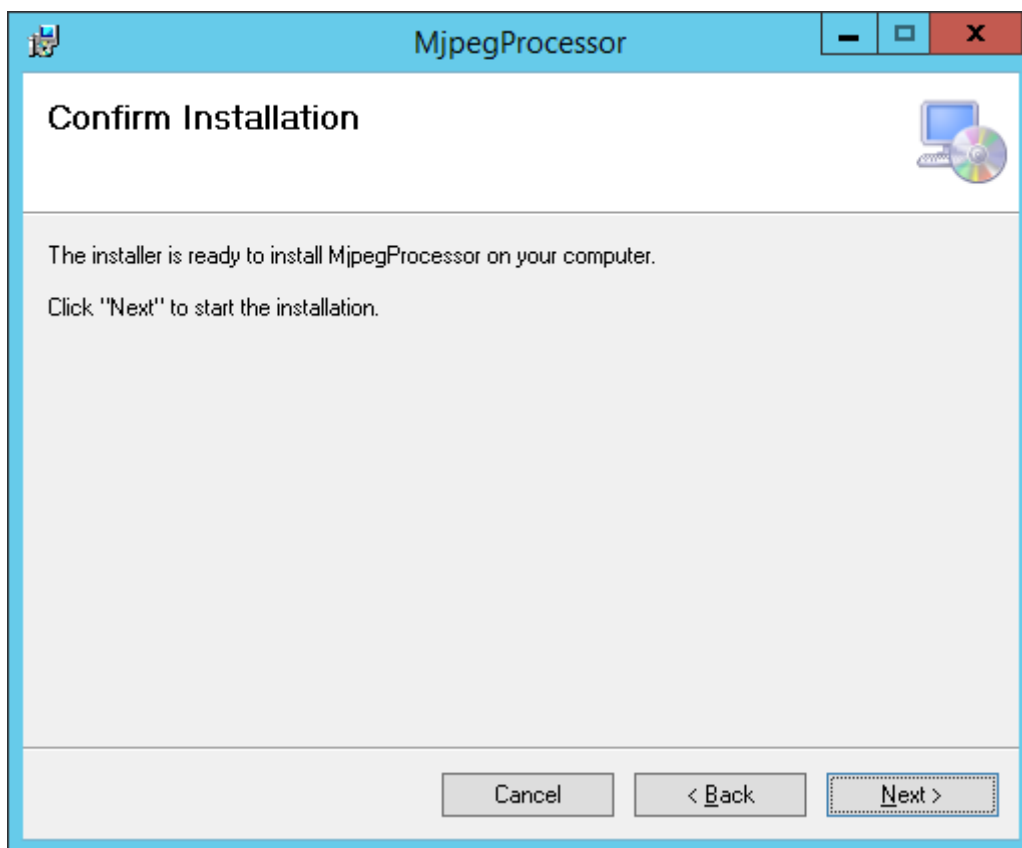 MjpegProcessor
Confirm Installation
The installer is ready to install MjpegProcessor on your computer.
Click "Next" to start the installation.
Cancel
< Back
Next >